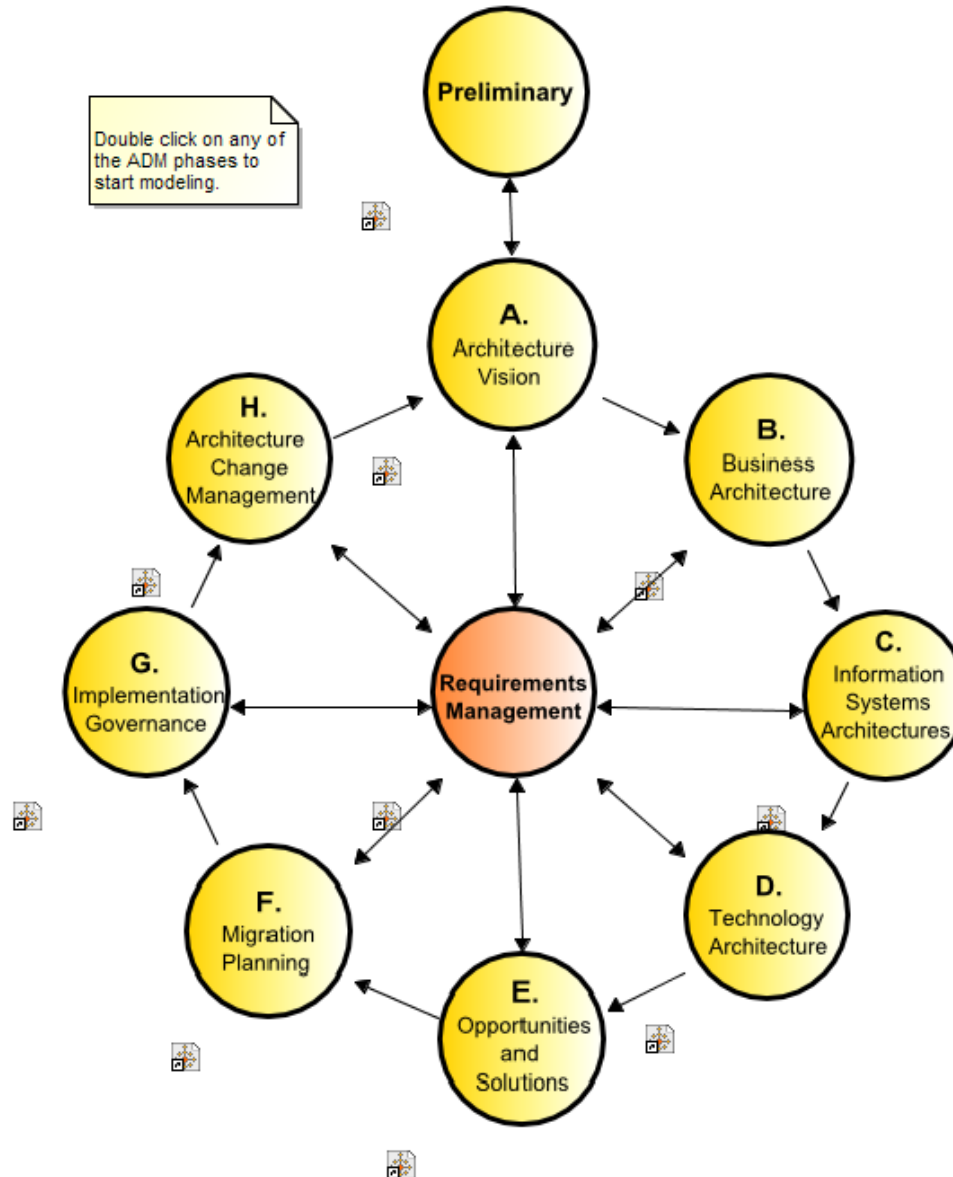 Preliminary
Double click on any of
the ADM phases to
start modeling.
A.
Architecture
Vision
H.
Architecture
Change
Management
B.
Business
Architecture
G.
Implementation
Governance
Requirements
Management
C.
Information
Systems
Architectures
F.
Migration
Planning
D.
Technology
Architecture
E.
Opportunities
and
Solutions